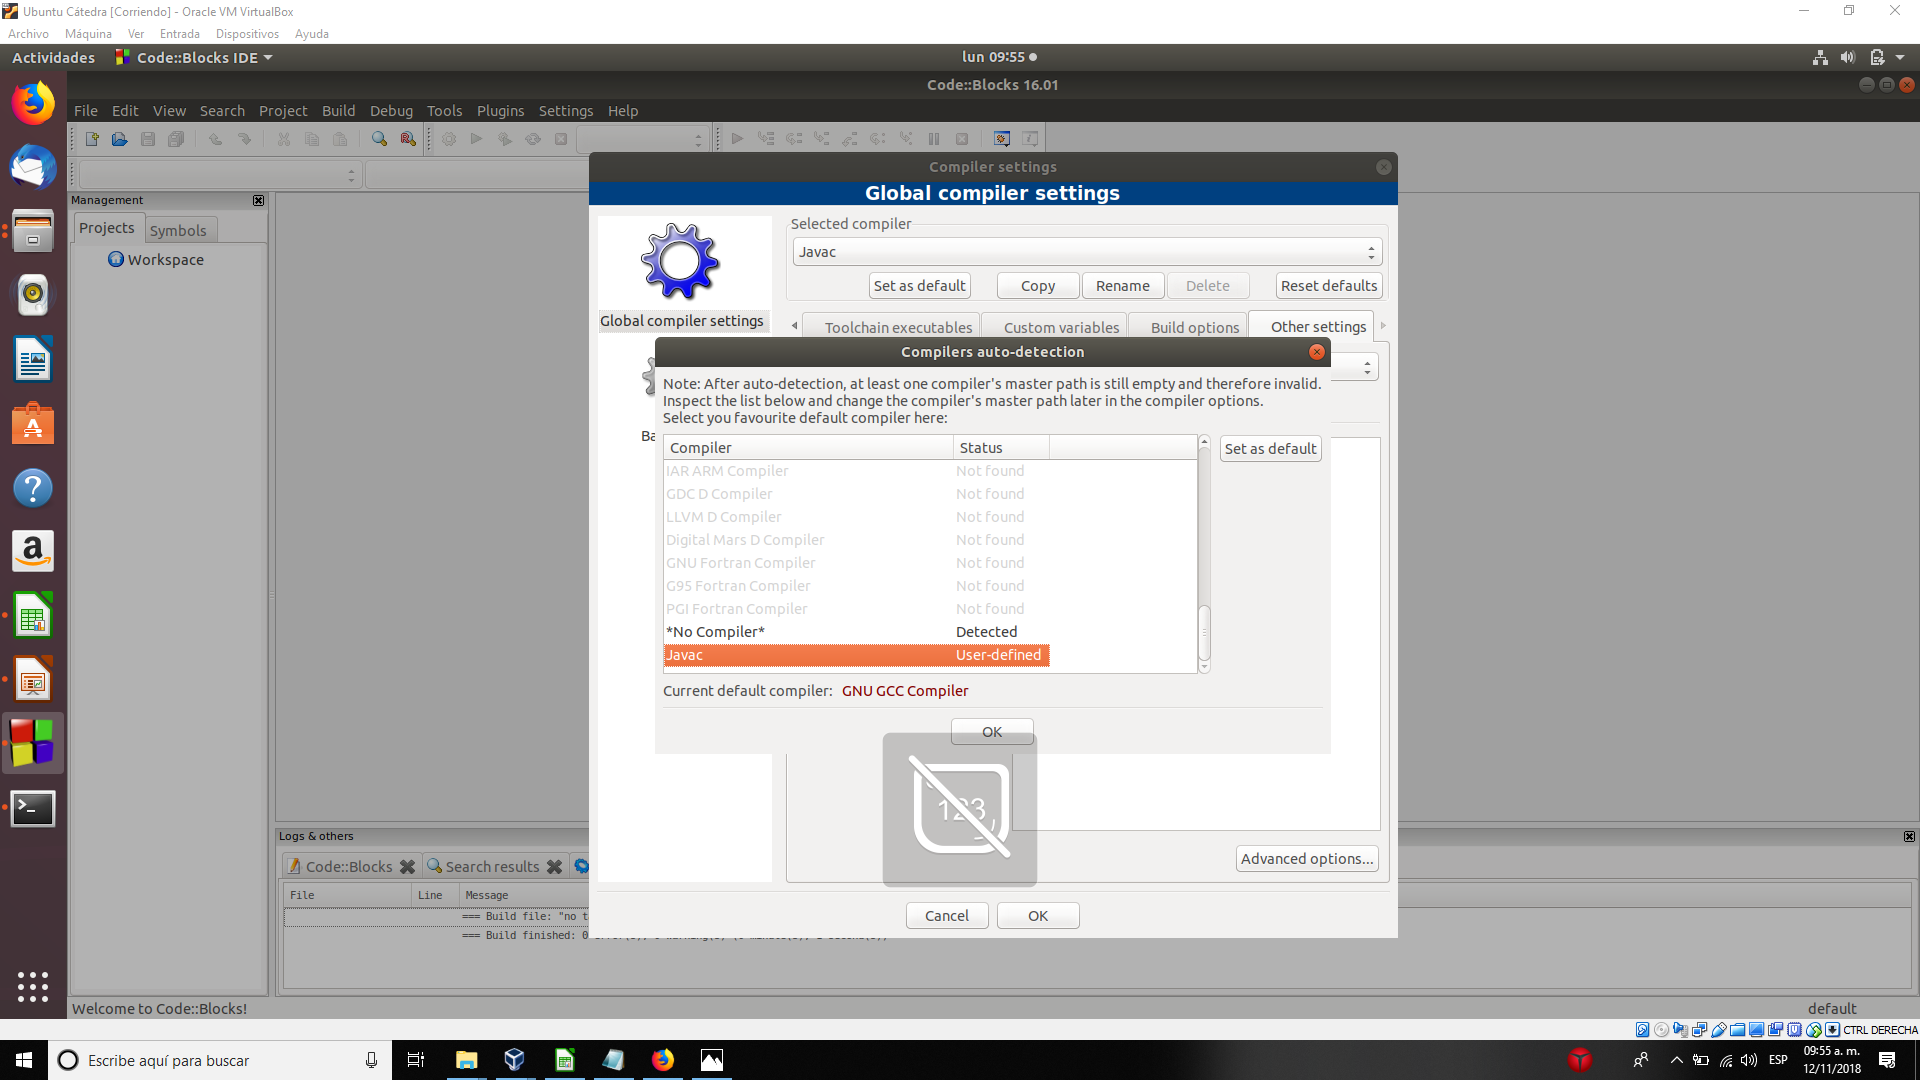 Ubuntu Cátedra [Corriendo] - Oracle VM VirtualBox
Archivo Máquina Ver Entrada Dispositivos Ayuda
Actividades Code::Blocks IDE lun 09:55
Code::Blocks 16.01
File Edit View Search Project Build Debug Tools Plugins Settings Help
Compiler settings
Global compiler settings
Management
Projects Symbols
Workspace
Global compiler settings
Selected compiler
Javac
Set as default Copy Rename Delete Reset defaults
Toolchain executables Custom variables Build options Other settings
Ba
Compilers auto-detection
Note: After auto-detection, at least one compiler's master path is still empty and therefore invalid.
Inspect the list below and change the compiler's master path later in the compiler options.
Select you favourite default compiler here:
Compiler Status
Set as default
IAR ARM Compiler Not found
GDC D Compiler Not found
LLVM D Compiler Not found
Digital Mars D Compiler Not found
GNU Fortran Compiler Not found
G95 Fortran Compiler Not found
PGI Fortran Compiler Not found
*No Compiler* Detected
Javac User-defined
Current default compiler: GNU GCC Compiler
OK
123
Advanced options...
Cancel OK
Logs & others
Code::Blocks Search results
File Line Message
=== Build file: "no t
=== Build finished: 0
Welcome to Code::Blocks! default
CTRL DERECHA
Escribe aquí para buscar
ESP
09:55 a. m.
12/11/2018